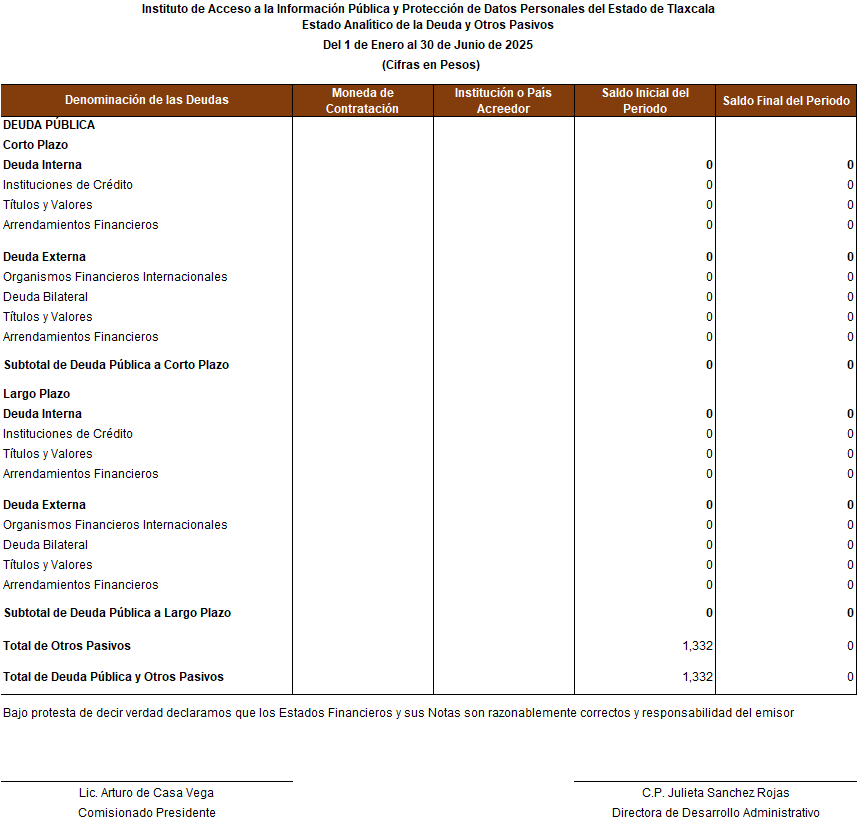 Instituto de Acceso a la Información Pública y Protección de Datos Personales del Estado de Tlaxcala
Estado Analítico de la Deuda y Otros Pasivos
Del 1 de Enero al 30 de Junio de 2025
(Cifras en Pesos)
Denominación de las Deudas Moneda de Contratación Institución o País Acreedor Saldo Inicial del Periodo Saldo Final del Periodo
DEUDA PÚBLICA
Corto Plazo
Deuda Interna 0 0
Instituciones de Crédito 0 0
Títulos y Valores 0 0
Arrendamientos Financieros 0 0
Deuda Externa 0 0
Organismos Financieros Internacionales 0 0
Deuda Bilateral 0 0
Títulos y Valores 0 0
Arrendamientos Financieros 0 0
Subtotal de Deuda Pública a Corto Plazo 0 0
Largo Plazo
Deuda Interna 0 0
Instituciones de Crédito 0 0
Títulos y Valores 0 0
Arrendamientos Financieros 0 0
Deuda Externa 0 0
Organismos Financieros Internacionales 0 0
Deuda Bilateral 0 0
Títulos y Valores 0 0
Arrendamientos Financieros 0 0
Subtotal de Deuda Pública a Largo Plazo 0 0
Total de Otros Pasivos 1,332 0
Total de Deuda Pública y Otros Pasivos 1,332 0
Bajo protesta de decir verdad declaramos que los Estados Financieros y sus Notas son razonablemente correctos y responsabilidad del emisor
Lic. Arturo de Casa Vega C.P. Julieta Sanchez Rojas
Comisionado Presidente Directora de Desarrollo Administrativo